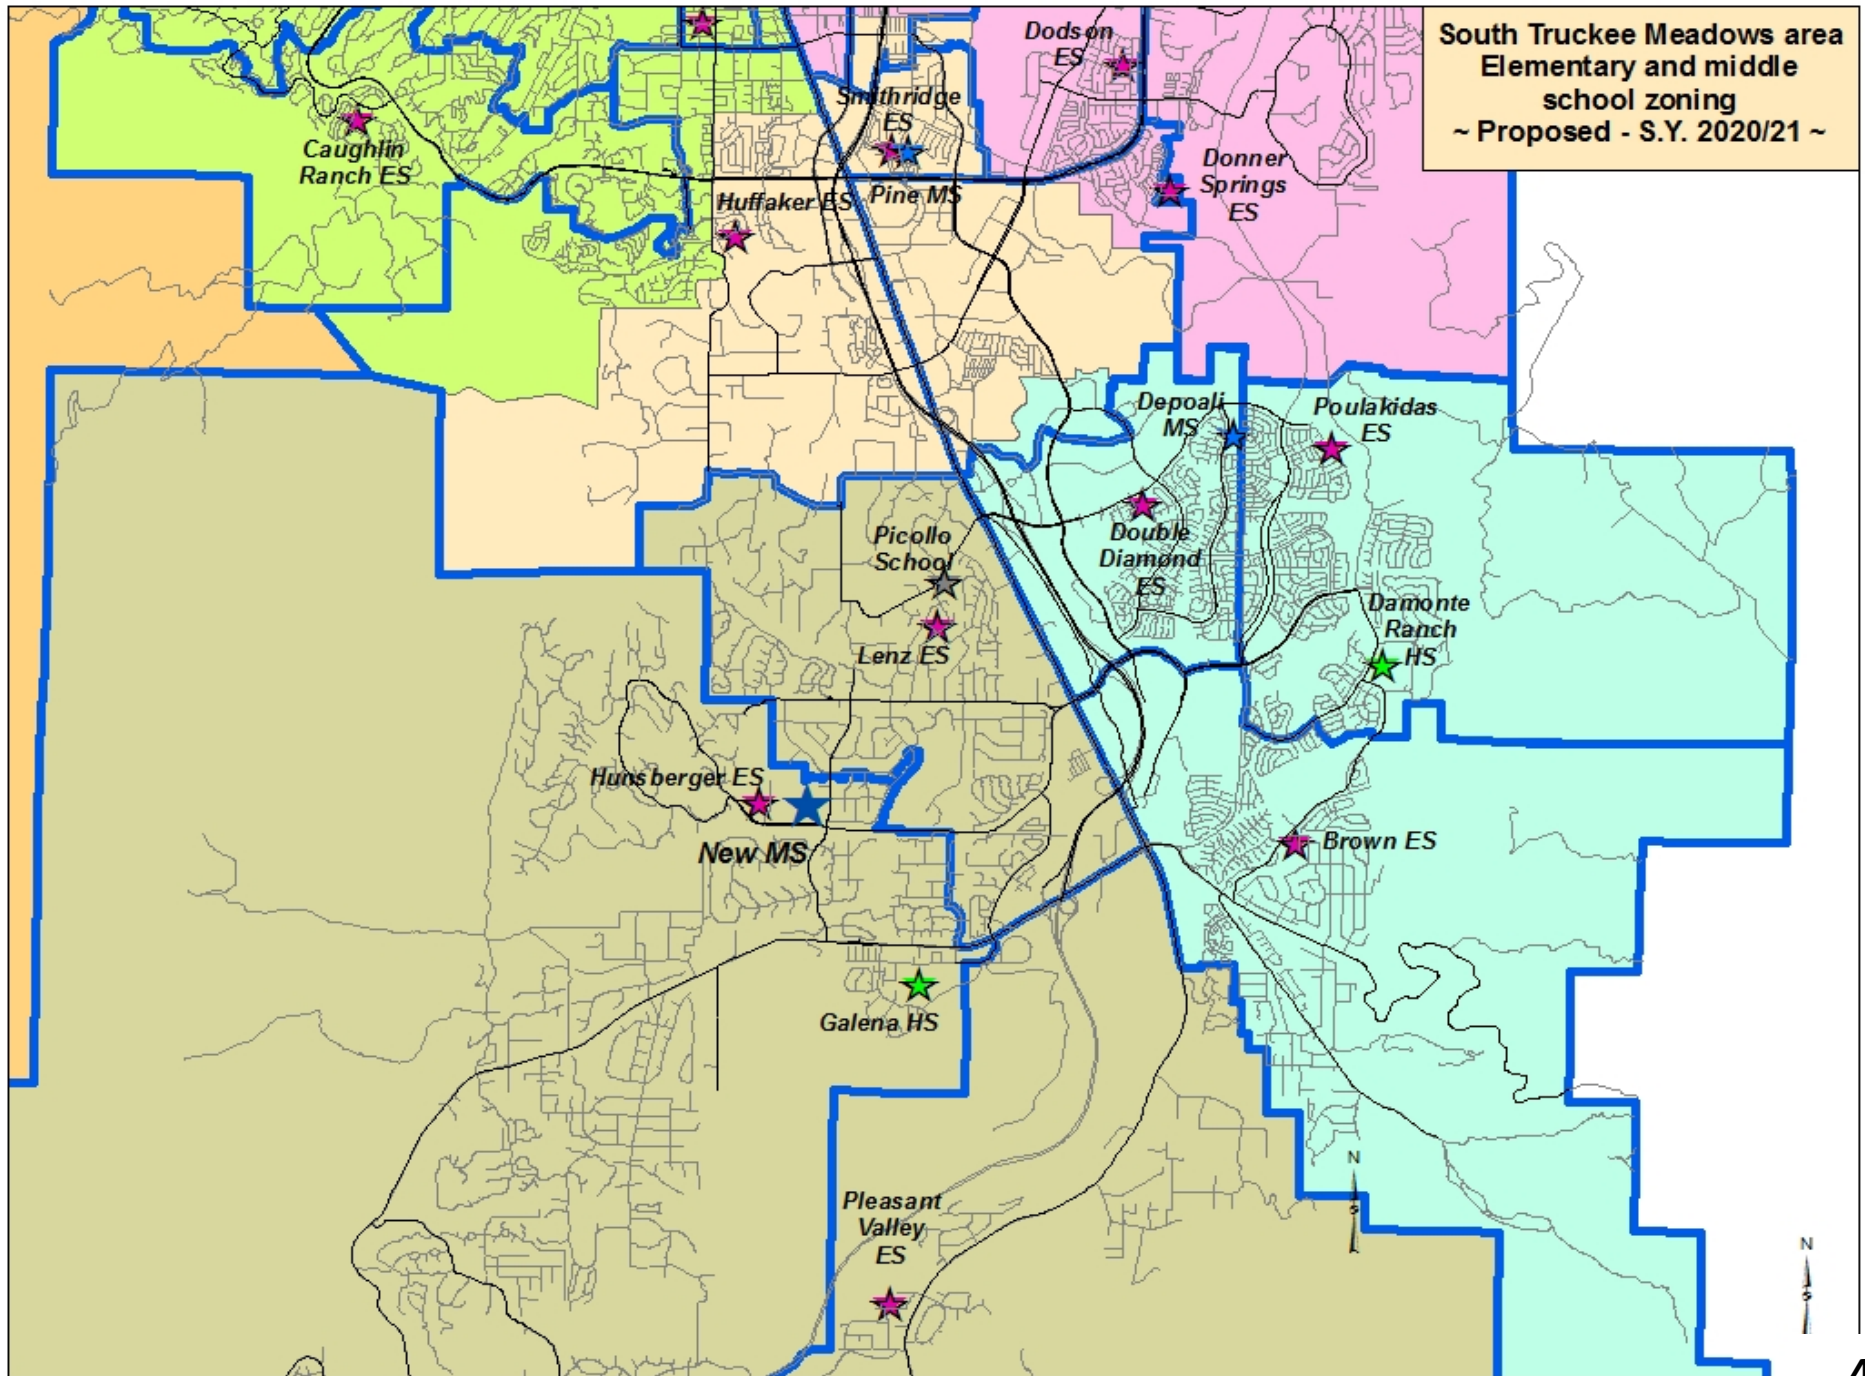 South Truckee Meadows area
Elementary and middle
school zoning
~ Proposed - S.Y. 2020/21 ~
Dodson
ES
Smithridge
ES
Caughlin
Ranch ES
Donner
Springs
ES
Huffaker ES
Pine MS
Depoali
MS
Poulakidas
ES
Picollo
School
Double
Diamond
ES
Damonte
Ranch
HS
Lenz ES
Hunsberger ES
New MS
Brown ES
Galena HS
Pleasant
Valley
ES
N
S
N
S